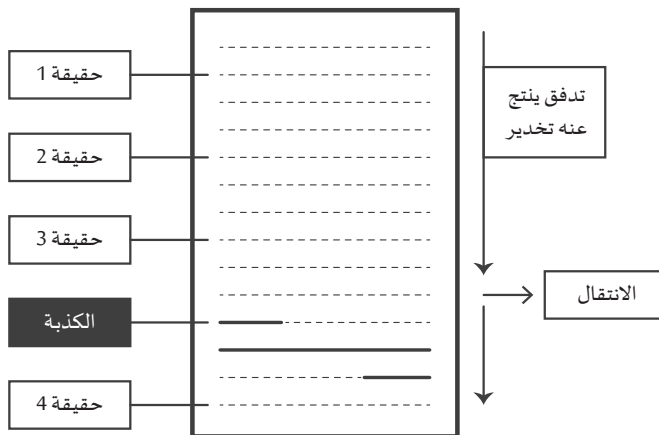 حقيقة 1
تدفق ينتج
عنه تخدير
حقيقة 2
حقيقة 3
الانتقال
الكذبة
حقيقة 4